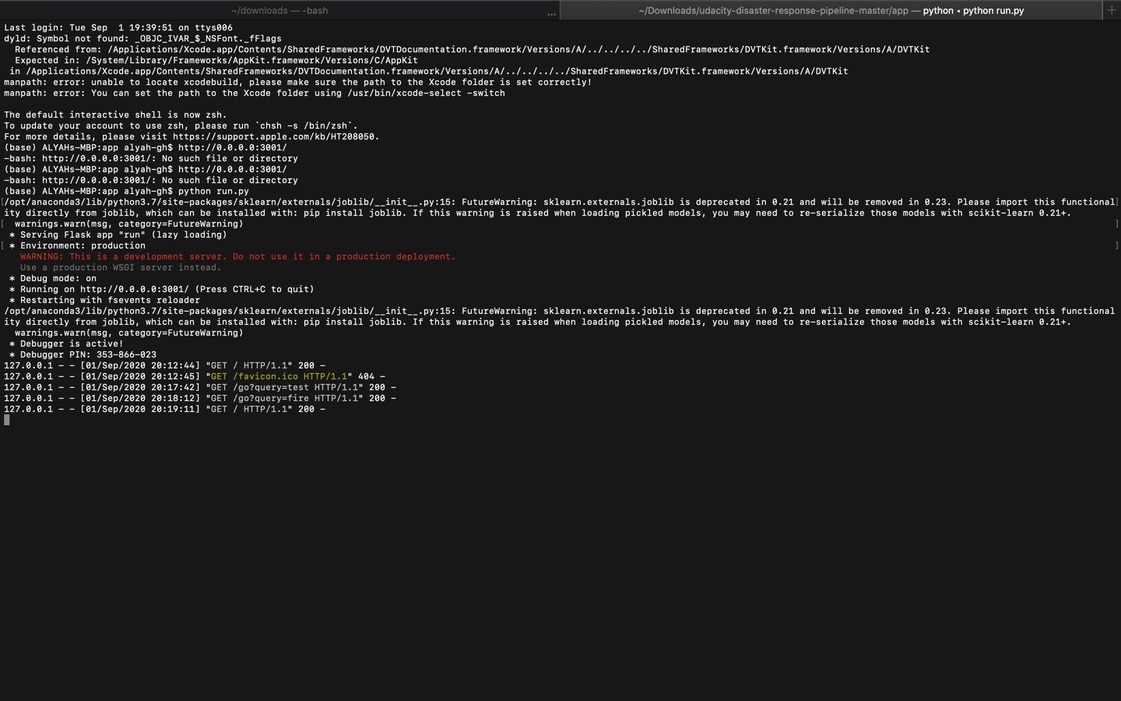 ~/downloads — -bash
... ~/Downloads/udacity-disaster-response-pipeline-master/app — python • python run.py +
Last login: Tue Sep  1 19:39:51 on ttys006
dyld: Symbol not found: _OBJC_IVAR_$_NSFont._fFlags
  Referenced from: /Applications/Xcode.app/Contents/SharedFrameworks/DVTDocumentation.framework/Versions/A/../../../../SharedFrameworks/DVTKit.framework/Versions/A/DVTKit
  Expected in: /System/Library/Frameworks/AppKit.framework/Versions/C/AppKit
 in /Applications/Xcode.app/Contents/SharedFrameworks/DVTDocumentation.framework/Versions/A/../../../../SharedFrameworks/DVTKit.framework/Versions/A/DVTKit
manpath: error: unable to locate xcodebuild, please make sure the path to the Xcode folder is set correctly!
manpath: error: You can set the path to the Xcode folder using /usr/bin/xcode-select -switch
The default interactive shell is now zsh.
To update your account to use zsh, please run `chsh -s /bin/zsh`.
For more details, please visit https://support.apple.com/kb/HT208050.
(base) ALYAHs-MBP:app alyah-gh$ http://0.0.0.0:3001/
-bash: http://0.0.0.0:3001/: No such file or directory
(base) ALYAHs-MBP:app alyah-gh$ http://0.0.0.0:3001/
-bash: http://0.0.0.0:3001/: No such file or directory
(base) ALYAHs-MBP:app alyah-gh$ python run.py
[/opt/anaconda3/lib/python3.7/site-packages/sklearn/externals/joblib/__init__.py:15: FutureWarning: sklearn.externals.joblib is deprecated in 0.21 and will be removed in 0.23. Please import this functional]
ity directly from joblib, which can be installed with: pip install joblib. If this warning is raised when loading pickled models, you may need to re-serialize those models with scikit-learn 0.21+.
[  warnings.warn(msg, category=FutureWarning) ]
 * Serving Flask app "run" (lazy loading)
[ * Environment: production ]
   WARNING: This is a development server. Do not use it in a production deployment.
   Use a production WSGI server instead.
 * Debug mode: on
 * Running on http://0.0.0.0:3001/ (Press CTRL+C to quit)
 * Restarting with fsevents reloader
/opt/anaconda3/lib/python3.7/site-packages/sklearn/externals/joblib/__init__.py:15: FutureWarning: sklearn.externals.joblib is deprecated in 0.21 and will be removed in 0.23. Please import this functional
ity directly from joblib, which can be installed with: pip install joblib. If this warning is raised when loading pickled models, you may need to re-serialize those models with scikit-learn 0.21+.
  warnings.warn(msg, category=FutureWarning)
 * Debugger is active!
 * Debugger PIN: 353-866-023
127.0.0.1 - - [01/Sep/2020 20:12:44] "GET / HTTP/1.1" 200 -
127.0.0.1 - - [01/Sep/2020 20:12:45] "GET /favicon.ico HTTP/1.1" 404 -
127.0.0.1 - - [01/Sep/2020 20:17:42] "GET /go?query=test HTTP/1.1" 200 -
127.0.0.1 - - [01/Sep/2020 20:18:12] "GET /go?query=fire HTTP/1.1" 200 -
127.0.0.1 - - [01/Sep/2020 20:19:11] "GET / HTTP/1.1" 200 -